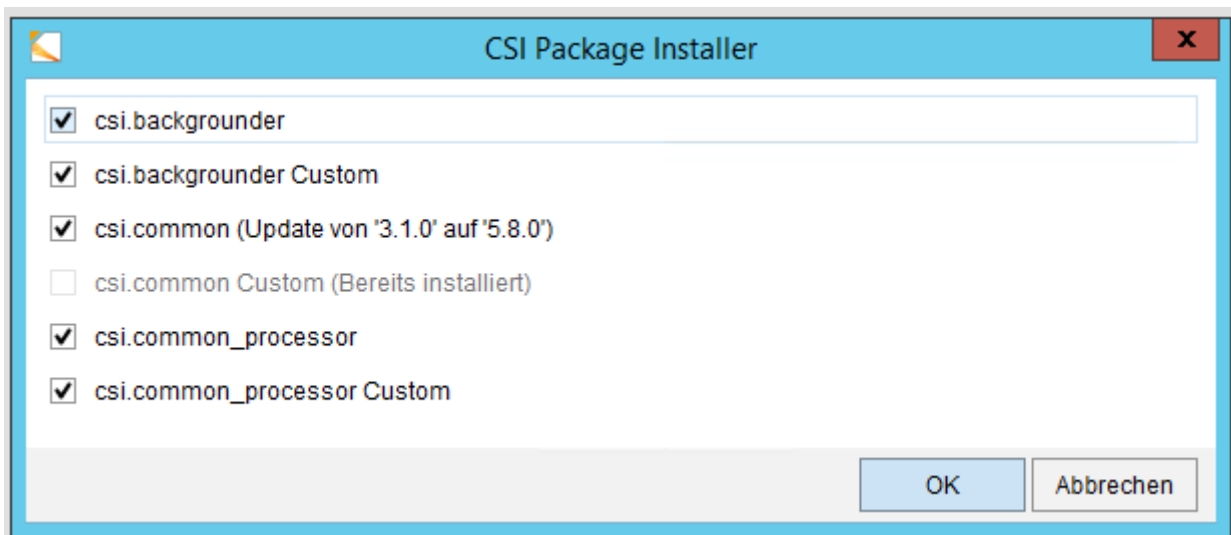 CSI Package Installer
csi.backgrounder
csi.backgrounder Custom
csi.common (Update von '3.1.0' auf '5.8.0')
csi.common Custom (Bereits installiert)
csi.common_processor
csi.common_processor Custom
OK Abbrechen